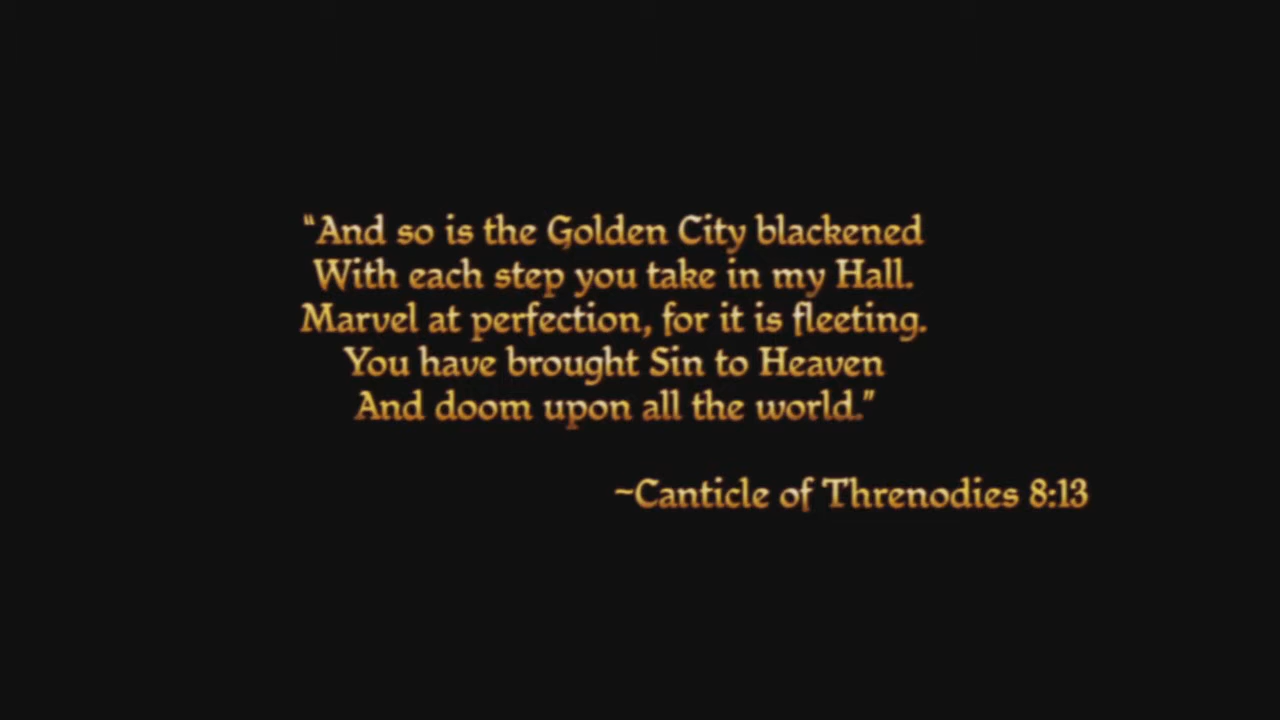 “And so is the Golden City blackened
With each step you take in my Hall.
Marvel at perfection, for it is fleeting.
You have brought Sin to Heaven
And doom upon all the world.”
~Canticle of Threnodies 8:13